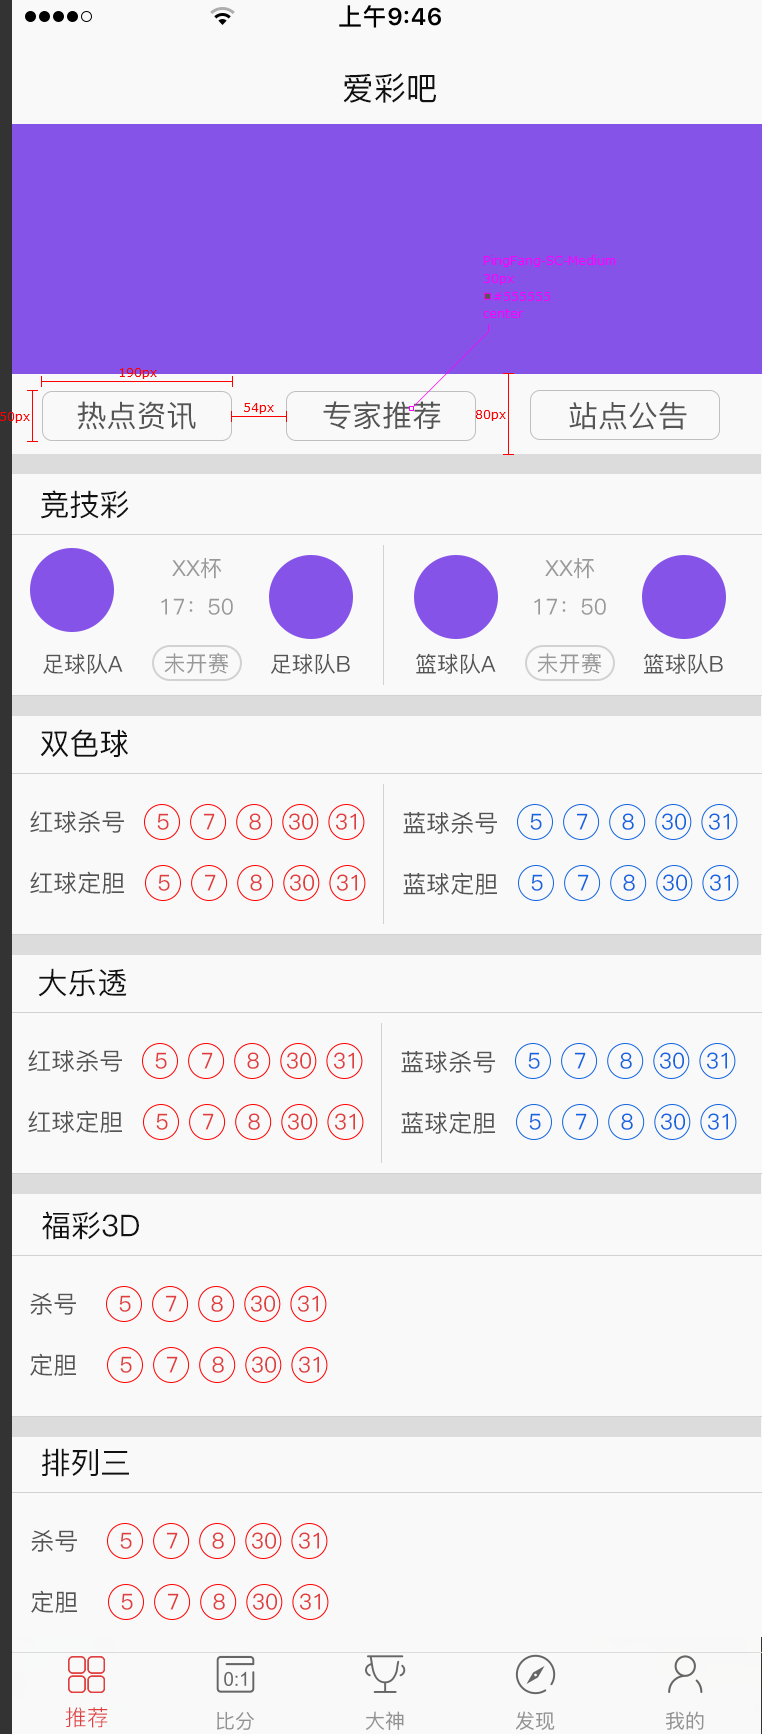 上午9:46
爱彩吧
PingFang-SC-Medium
30px
#555555
center
190px
50px
热点资讯
54px
专家推荐
80px
站点公告
竞技彩
XX杯 XX杯
17：50 17：50
足球队A 未开赛 足球队B 篮球队A 未开赛 篮球队B
双色球
红球杀号 5 7 8 30 31 蓝球杀号 5 7 8 30 31
红球定胆 5 7 8 30 31 蓝球定胆 5 7 8 30 31
大乐透
红球杀号 5 7 8 30 31 蓝球杀号 5 7 8 30 31
红球定胆 5 7 8 30 31 蓝球定胆 5 7 8 30 31
福彩3D
杀号 5 7 8 30 31
定胆 5 7 8 30 31
排列三
杀号 5 7 8 30 31
定胆 5 7 8 30 31
0:1
推荐 比分 大神 发现 我的